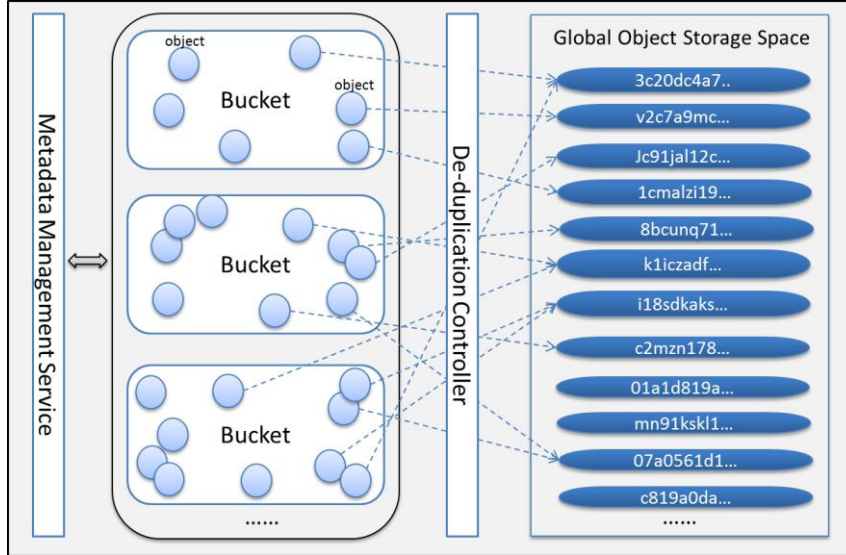 Metadata Management Service
object
Bucket
object
Bucket
Bucket
......
De-duplication Controller
Global Object Storage Space
3c20dc4a7..
v2c7a9mc...
Jc91jal12c...
1cmalzi19...
8bcunq71...
k1iczadf...
i18sdkaks...
c2mzn178...
01a1d819a...
mn91kskl1...
07a0561d1...
c819a0da...
......